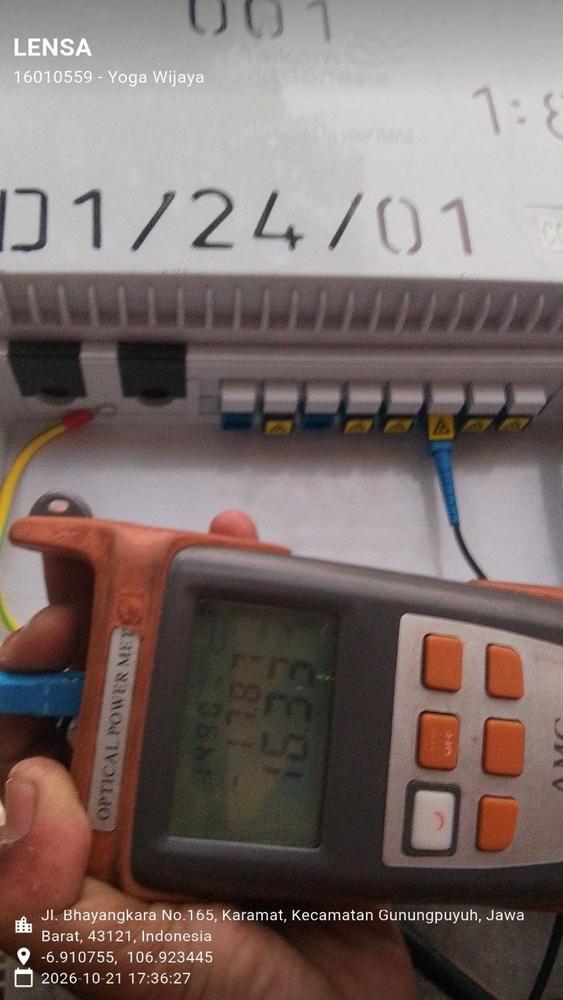 LENSA
16010559 - Yoga Wijaya
001
1:8
D1/24/01
OPTICAL POWER MET
Jl. Bhayangkara No.165, Karamat, Kecamatan Gunungpuyuh, Jawa
Barat, 43121, Indonesia
-6.910755, 106.923445
2026-10-21 17:36:27